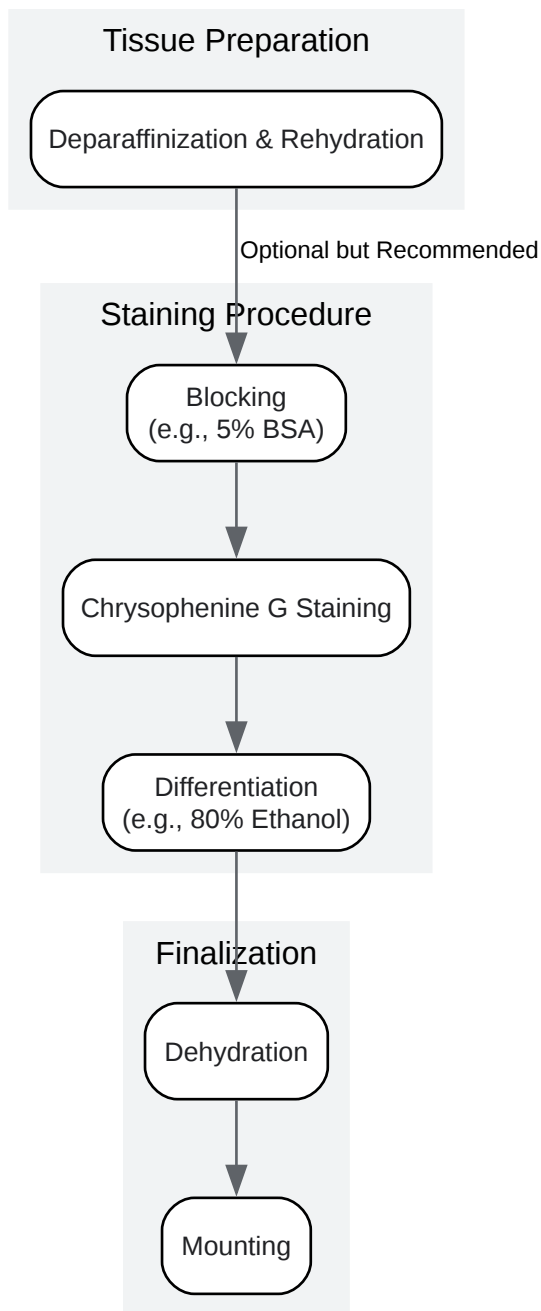 Tissue Preparation
Deparaffinization & Rehydration
Optional but Recommended
Staining Procedure
Blocking
(e.g., 5% BSA)
Chrysophenine G Staining
Differentiation
(e.g., 80% Ethanol)
Finalization
Dehydration
Mounting